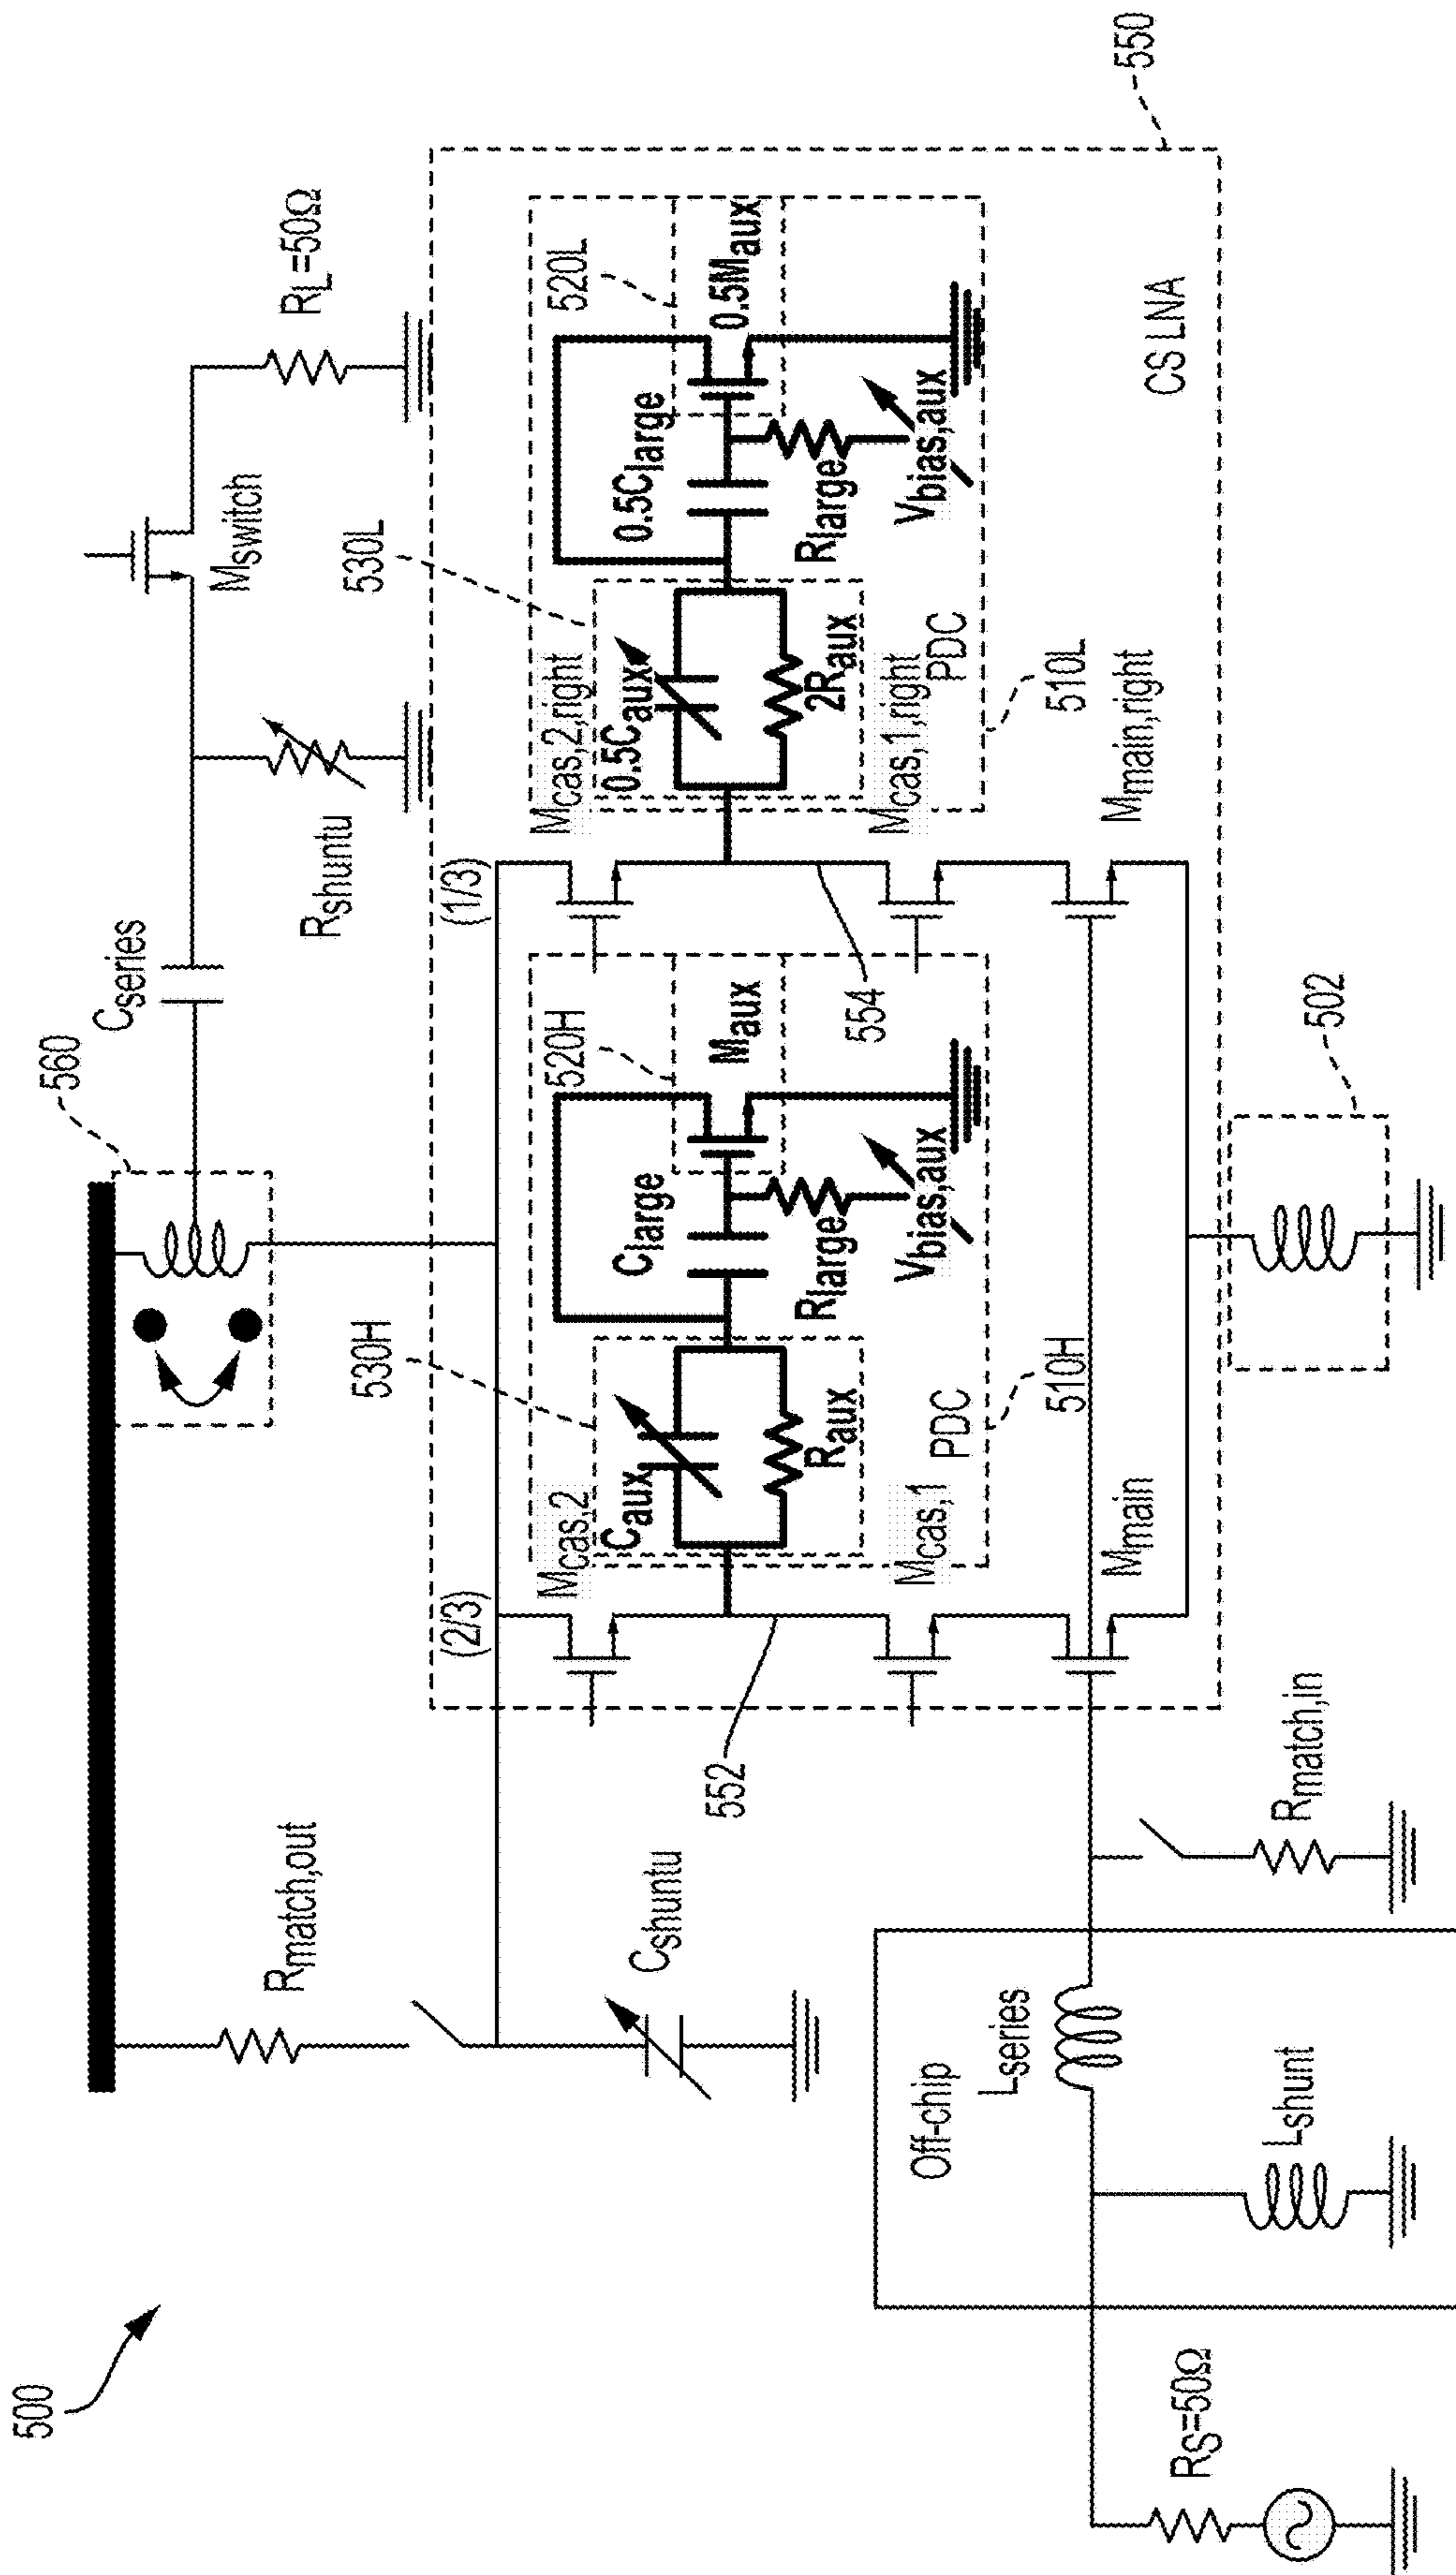 500
560
Cseries
Mswitch
RL=50Ω
Rshuntu
Rmatch,out
Cshuntu
530H
520H
530L
520L
550
(2/3)
(1/3)
Mcas,2
Caux
Raux
Clarge
Rlarge
Maux
Vbias,aux
Mcas,1
PDC
510H
Mmain
552
Mcas,2,right
0.5Caux
2Raux
0.5Clarge
Rlarge
0.5Maux
Vbias,aux
Mcas,1,right
PDC
510L
Mmain,right
554
CS LNA
502
Off-chip
Lseries
Lshunt
Rmatch,in
RS=50Ω